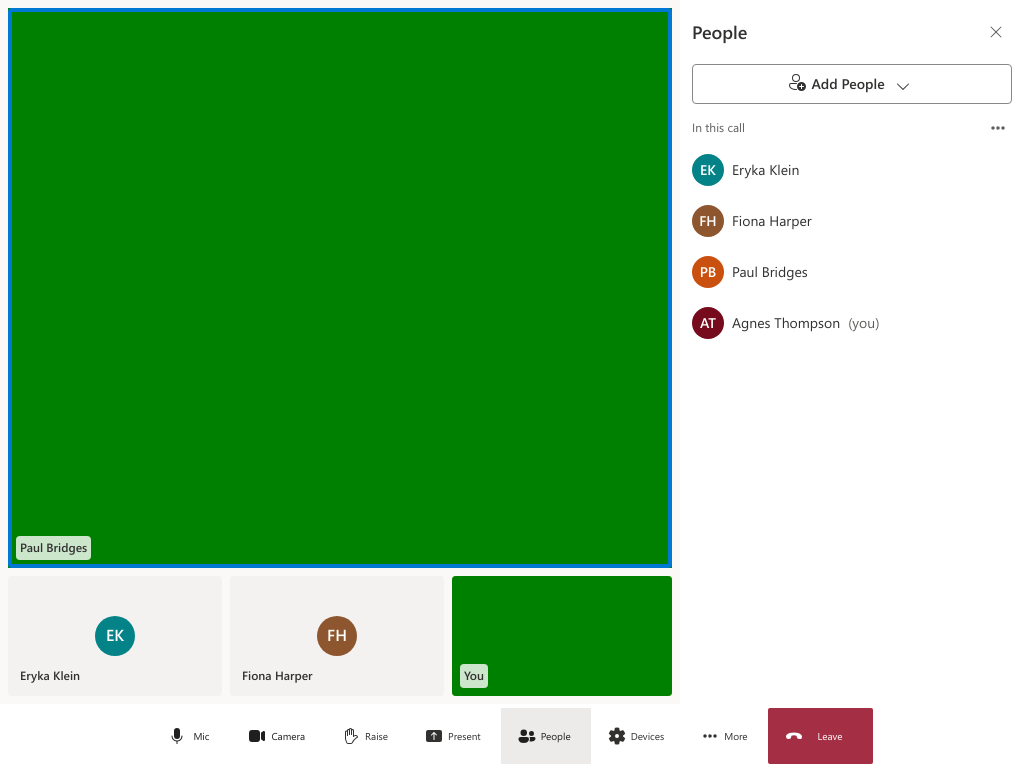 Paul Bridges
EK
Eryka Klein
FH
Fiona Harper
You
People
Add People
In this call
EK Eryka Klein
FH Fiona Harper
PB Paul Bridges
AT Agnes Thompson (you)
Mic Camera Raise Present People Devices More Leave